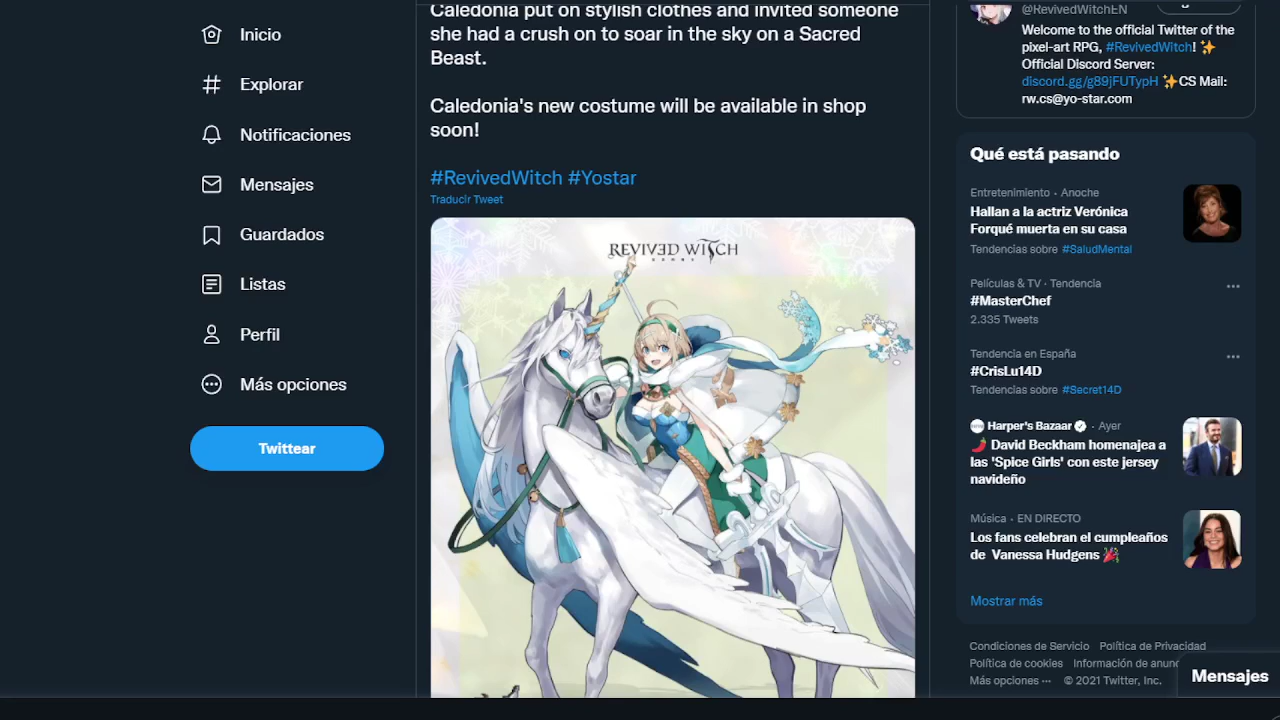 Inicio
Explorar
Notificaciones
Mensajes
Guardados
Listas
Perfil
Más opciones
Twittear
Caledonia put on stylish clothes and invited someone
she had a crush on to soar in the sky on a Sacred
Beast.
Caledonia's new costume will be available in shop
soon!
#RevivedWitch #Yostar
Traducir Tweet
REVIVED WITCH
@RevivedWitchEN
Welcome to the official Twitter of the
pixel-art RPG, #RevivedWitch! ✨
Official Discord Server:
discord.gg/g89jFUTypH ✨CS Mail:
rw.cs@yo-star.com
Qué está pasando
Entretenimiento · Anoche
Hallan a la actriz Verónica
Forqué muerta en su casa
Tendencias sobre #SaludMental
Películas & TV · Tendencia
#MasterChef
2.335 Tweets
Tendencia en España
#CrisLu14D
Tendencias sobre #Secret14D
Harper's Bazaar · Ayer
🌶️ David Beckham homenajea a
las 'Spice Girls' con este jersey
navideño
Música · EN DIRECTO
Los fans celebran el cumpleaños
de Vanessa Hudgens 🎉
Mostrar más
Condiciones de Servicio Política de Privacidad
Política de cookies Información de anunc
Más opciones ··· © 2021 Twitter, Inc.
Mensajes